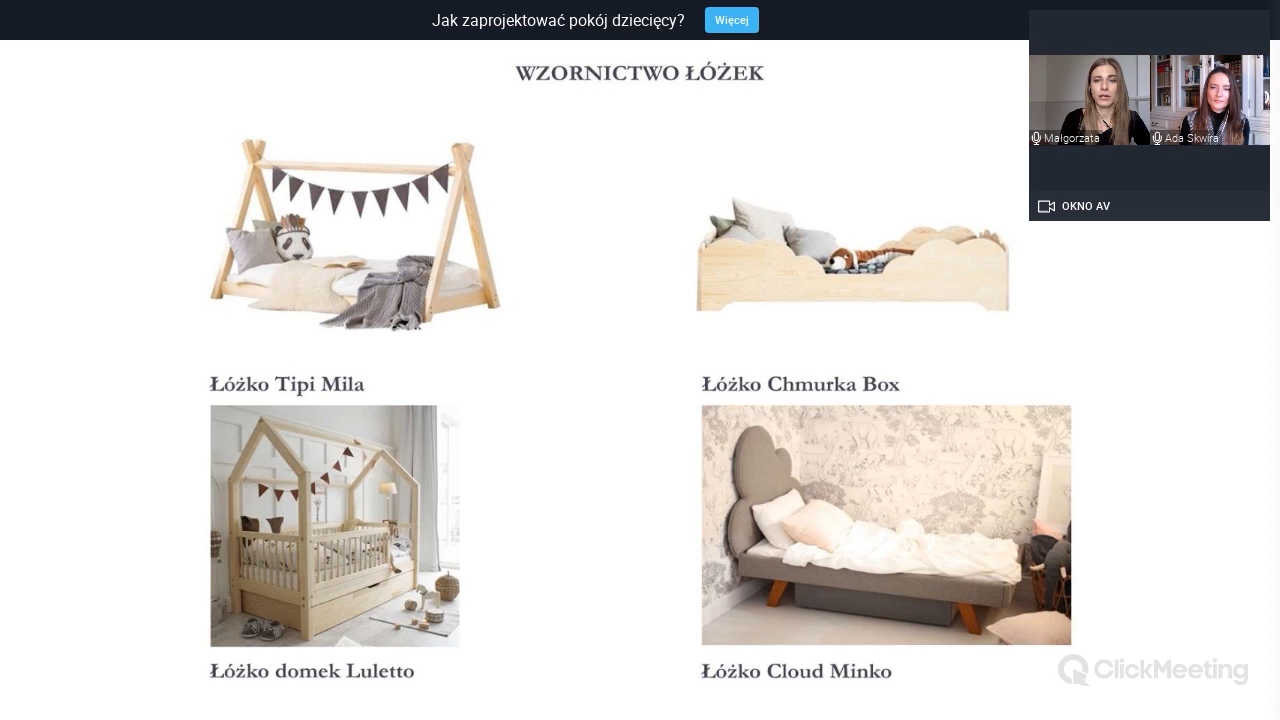 Jak zaprojektować pokój dziecięcy?
Więcej
WZORNICTWO ŁÓŻEK
Małgorzata
Ada Skwira
OKNO AV
Łóżko Tipi Mila
Łóżko Chmurka Box
Łóżko domek Luletto
Łóżko Cloud Minko
ClickMeeting